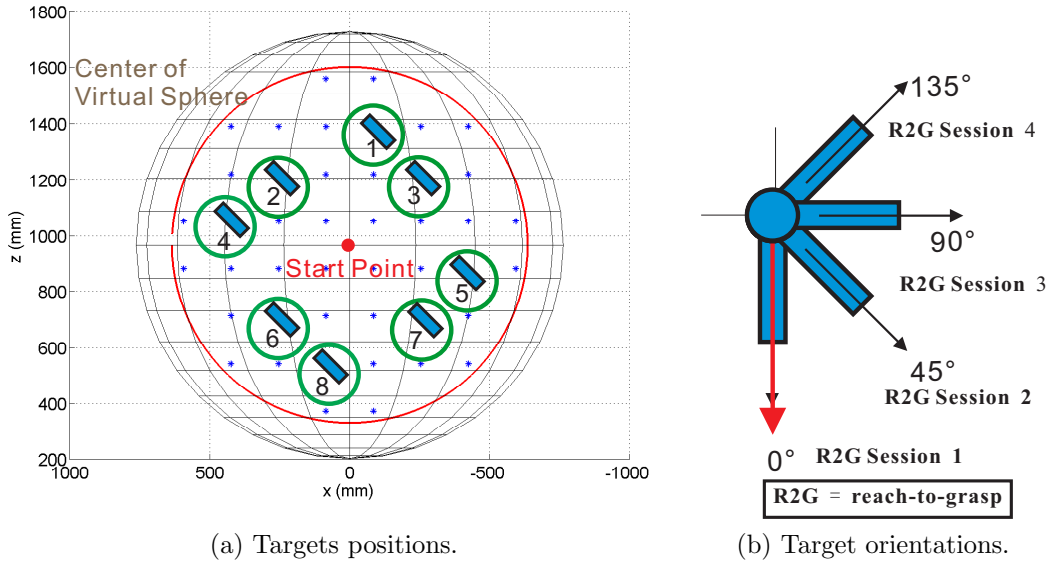 1800
1600
1400
1200
1000
800
600
400
200
z (mm)
1000
500
0
-500
-1000
x (mm)
Center of
Virtual Sphere
1
2
3
4
Start Point
5
6
7
8
(a) Targets positions.
135°
R2G Session 4
90°
R2G Session 3
45°
R2G Session 2
0°
R2G Session 1
R2G = reach-to-grasp
(b) Target orientations.